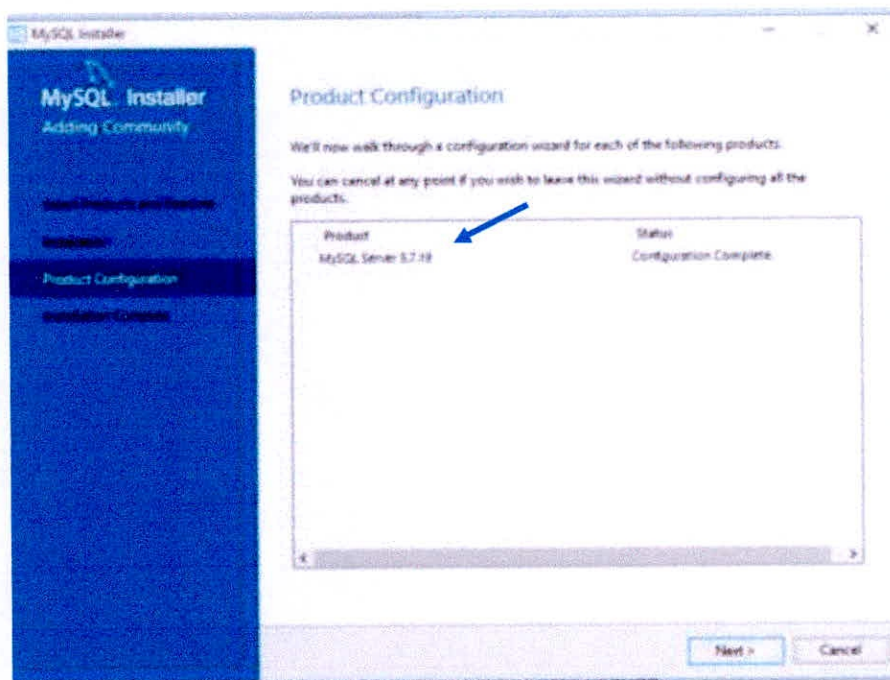 MySQL Installer
MySQL Installer
Adding Community
Product Configuration
Product Configuration
We'll now walk through a configuration wizard for each of the following products.
You can cancel at any point if you wish to leave this wizard without configuring all the
products.
Product Status
MySQL Server 5.7.19 Configuration Complete.
Next > Cancel